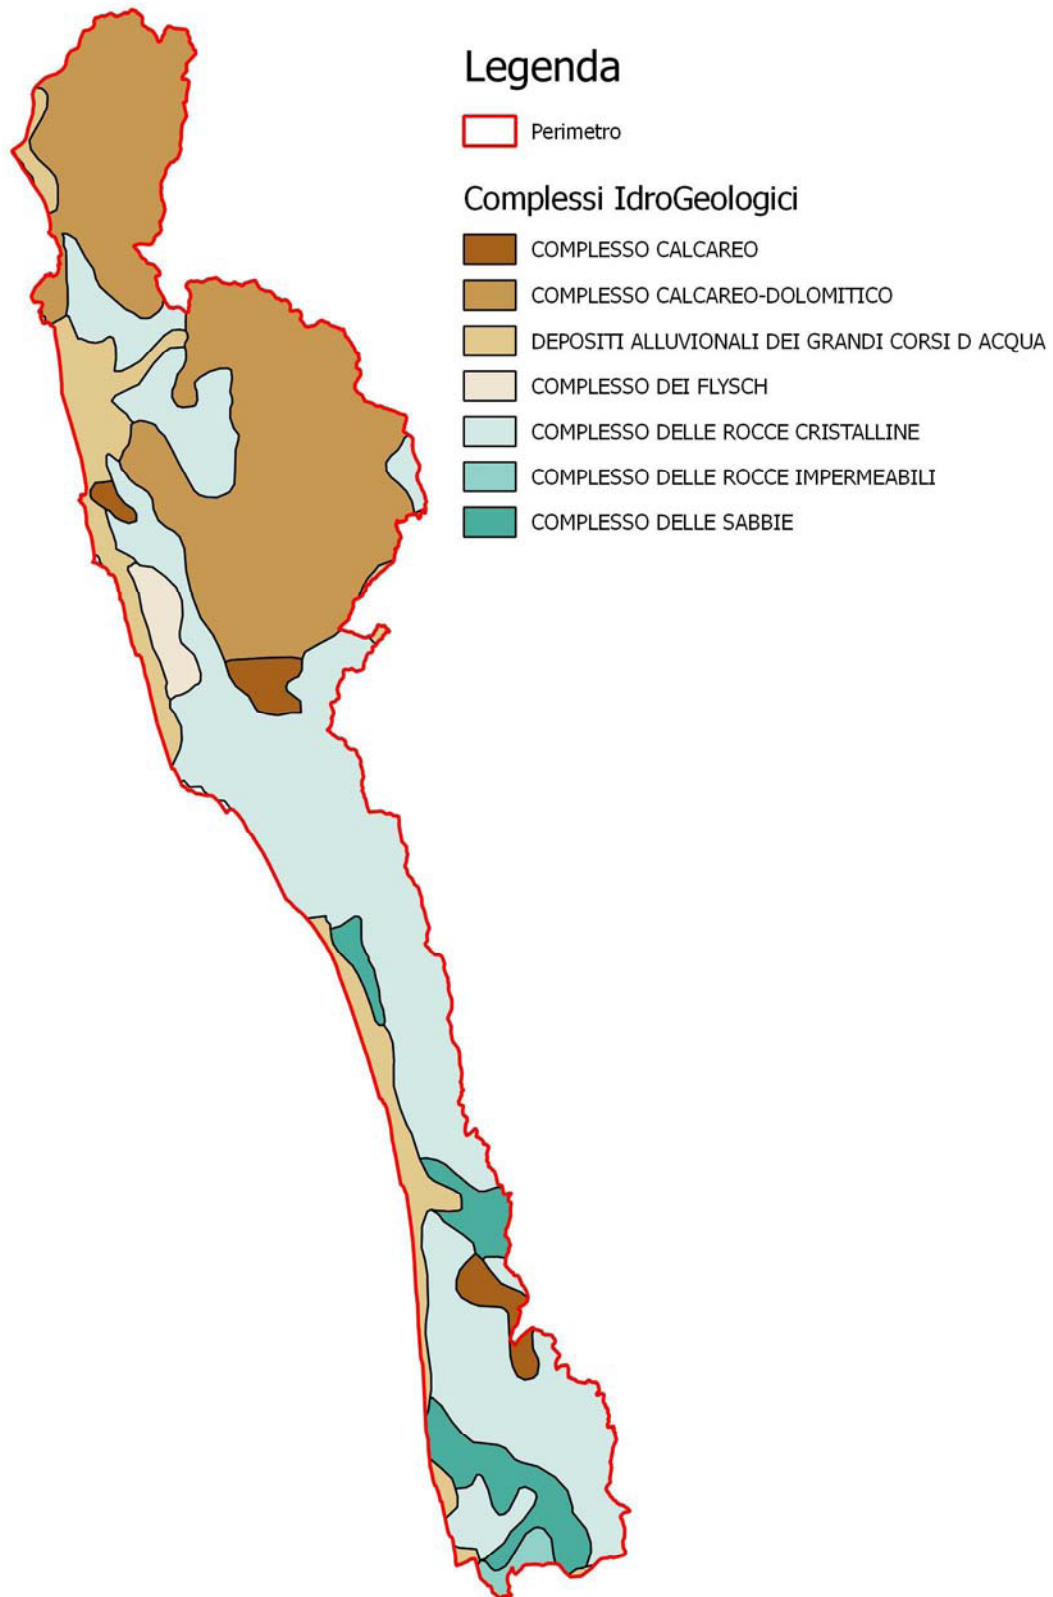 Legenda
Perimetro
Complessi IdroGeologici
COMPLESSO CALCAREO
COMPLESSO CALCAREO-DOLOMITICO
DEPOSITI ALLUVIONALI DEI GRANDI CORSI D ACQUA
COMPLESSO DEI FLYSCH
COMPLESSO DELLE ROCCE CRISTALLINE
COMPLESSO DELLE ROCCE IMPERMEABILI
COMPLESSO DELLE SABBIE